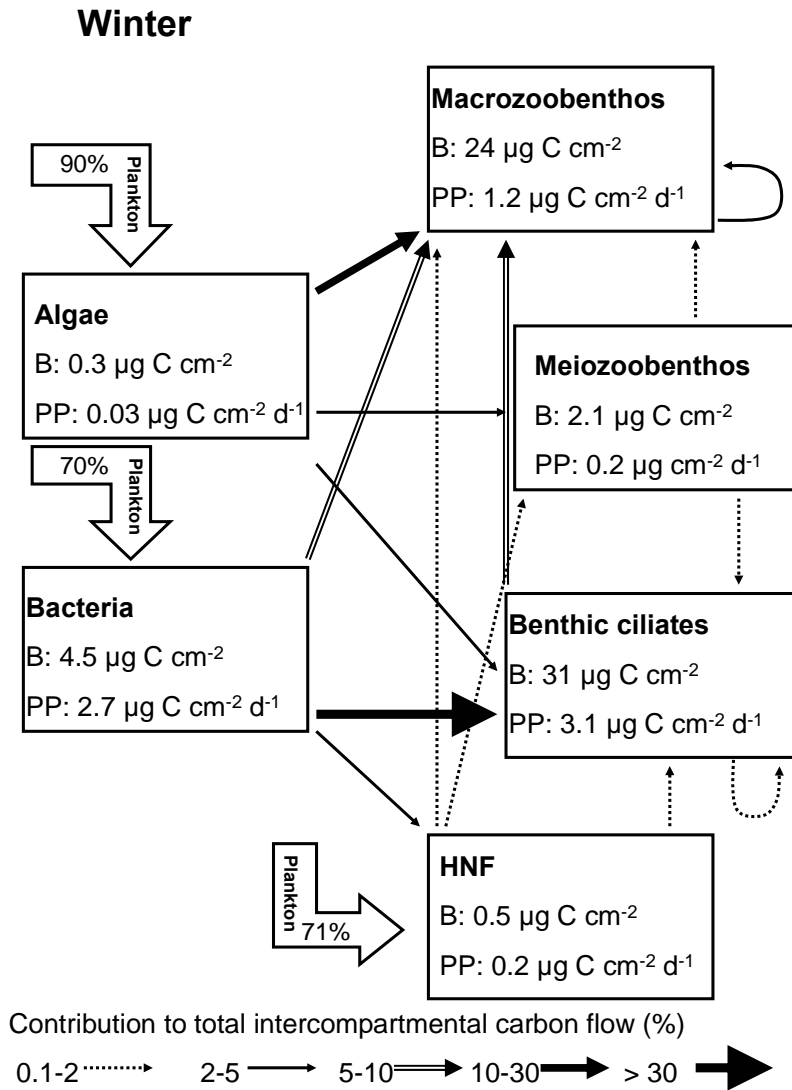 Winter
Macrozoobenthos
B: 24 µg C cm-2
PP: 1.2 µg C cm-2 d-1
90%
Plankton
Algae
B: 0.3 µg C cm-2
PP: 0.03 µg C cm-2 d-1
Meiozoobenthos
B: 2.1 µg C cm-2
PP: 0.2 µg cm-2 d-1
70%
Plankton
Bacteria
B: 4.5 µg C cm-2
PP: 2.7 µg C cm-2 d-1
Benthic ciliates
B: 31 µg C cm-2
PP: 3.1 µg C cm-2 d-1
Plankton
71%
HNF
B: 0.5 µg C cm-2
PP: 0.2 µg C cm-2 d-1
Contribution to total intercompartmental carbon flow (%)
0.1-2 2-5 5-10 10-30 > 30